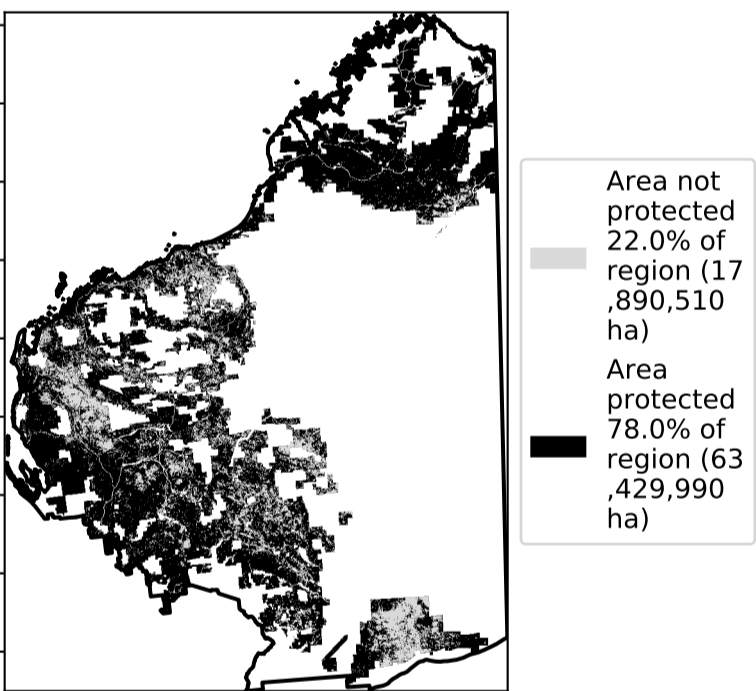 Area not
protected
22.0% of
region (17
,890,510
ha)
Area
protected
78.0% of
region (63
,429,990
ha)